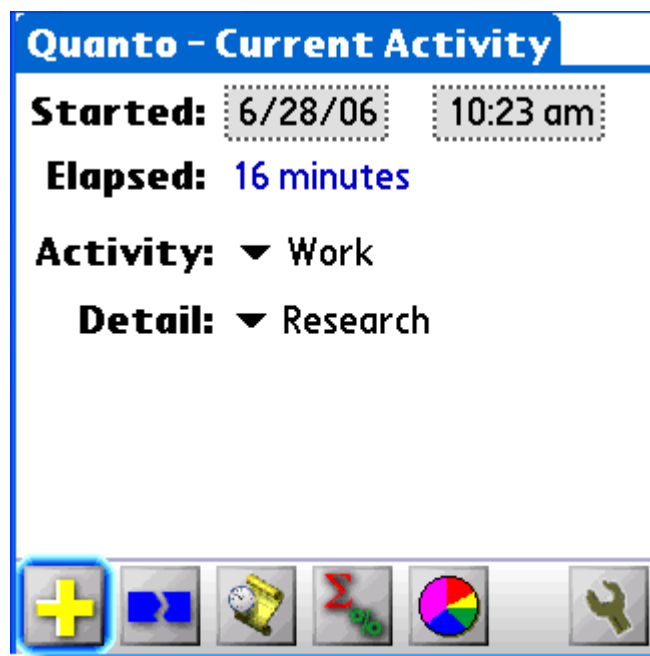 Quanto - Current Activity
Started: 6/28/06 10:23 am
Elapsed: 16 minutes
Activity: Work
Detail: Research
Σ%